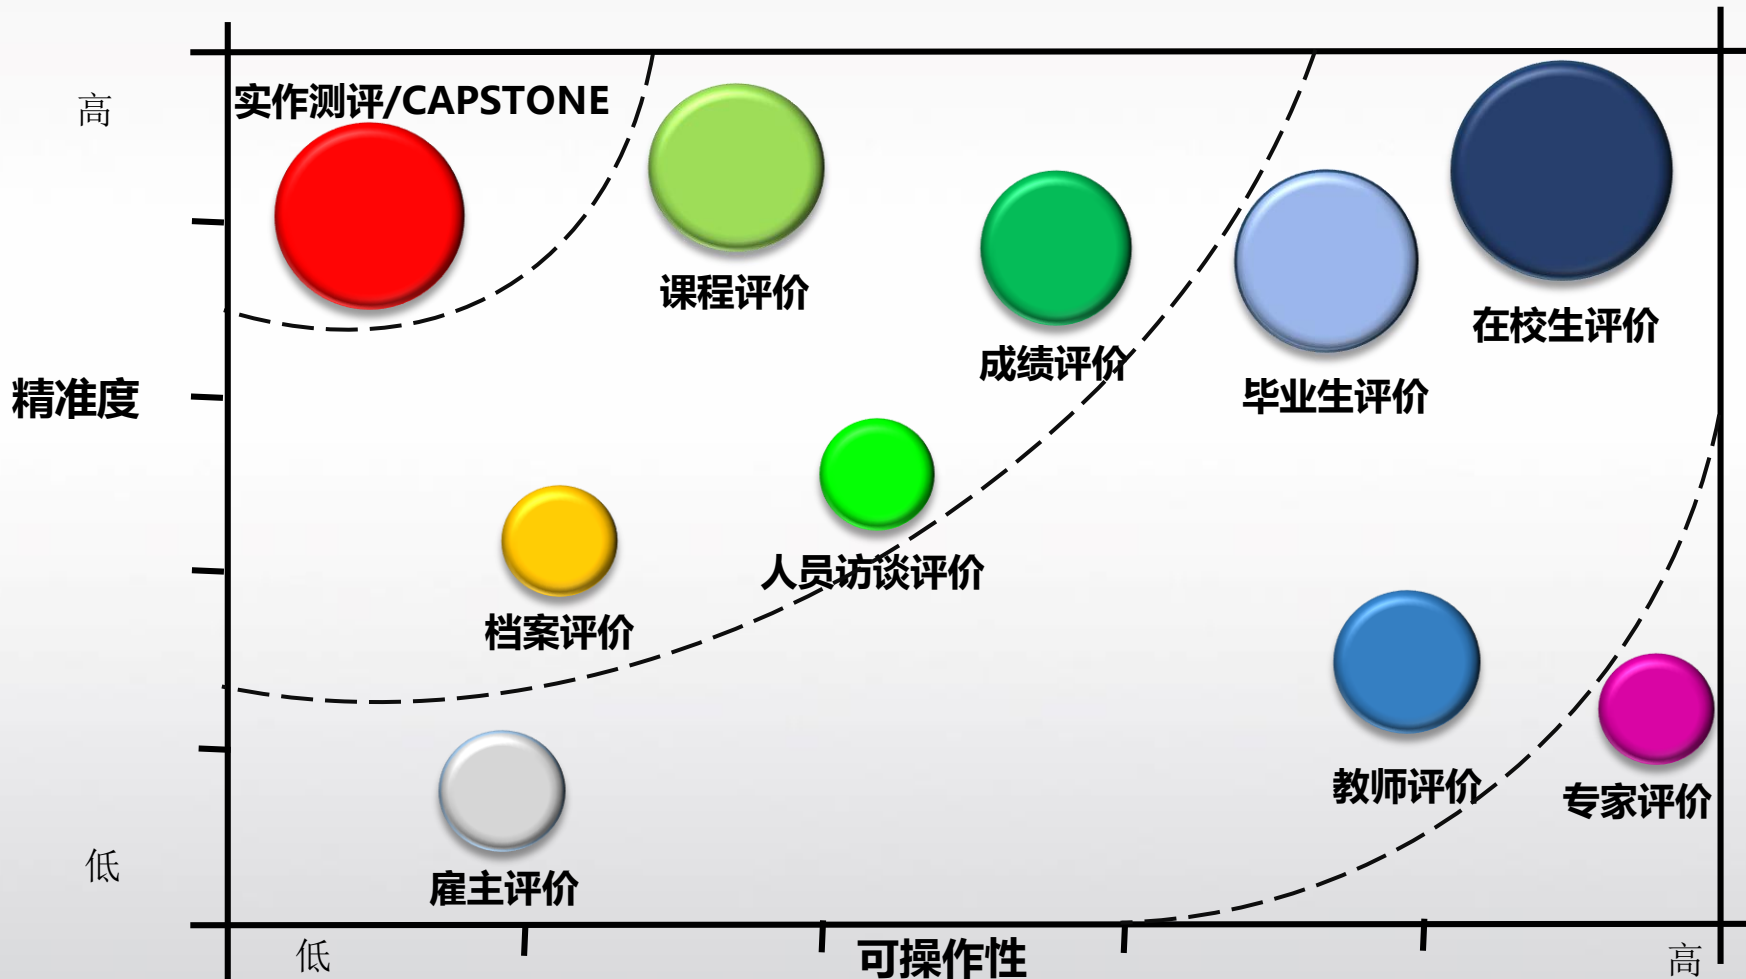 实作测评/CAPSTONE
高
课程评价
在校生评价
成绩评价
毕业生评价
精准度
人员访谈评价
档案评价
教师评价
专家评价
低
雇主评价
低
可操作性
高